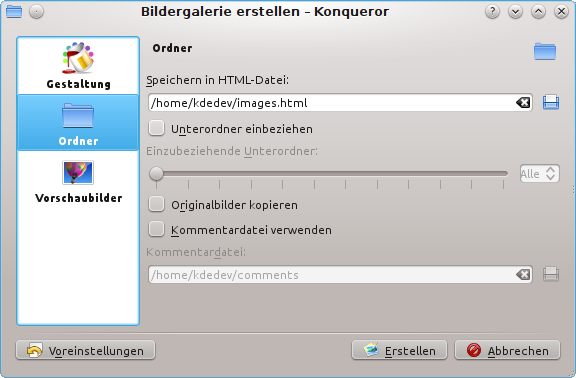 Bildergalerie erstellen – Konqueror
Gestaltung
Ordner
Vorschaubilder
Ordner
Speichern in HTML-Datei:
/home/kdedev/images.html
Unterordner einbeziehen
Einzubeziehende Unterordner:
Alle
Originalbilder kopieren
Kommentardatei verwenden
Kommentardatei:
/home/kdedev/comments
Voreinstellungen
Erstellen
Abbrechen